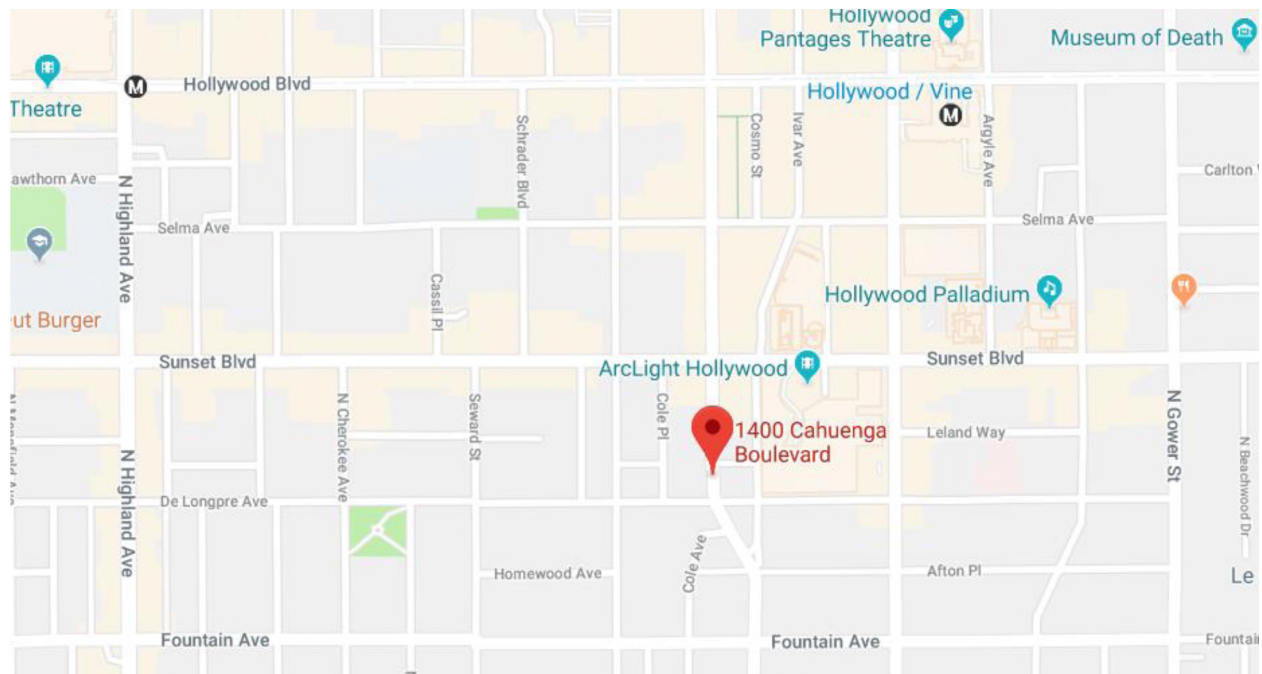 Hollywood
Pantages Theatre
Museum of Death
Hollywood Blvd
Theatre
Hollywood / Vine
Schrader Blvd
Cosmo St
Ivar Ave
Argyle Ave
awthorn Ave
Carlton
N Highland Ave
Selma Ave
Selma Ave
Cassil Pl
Hollywood Palladium
ut Burger
Sunset Blvd
ArcLight Hollywood
Sunset Blvd
N Cherokee Ave
Seward St
Cole Pl
1400 Cahuenga
Boulevard
Leland Way
N Gower St
N Beachwood Dr
N Highland Ave
De Longpre Ave
Cole Ave
Homewood Ave
Afton Pl
Le
Fountain Ave
Fountain Ave
Fountai